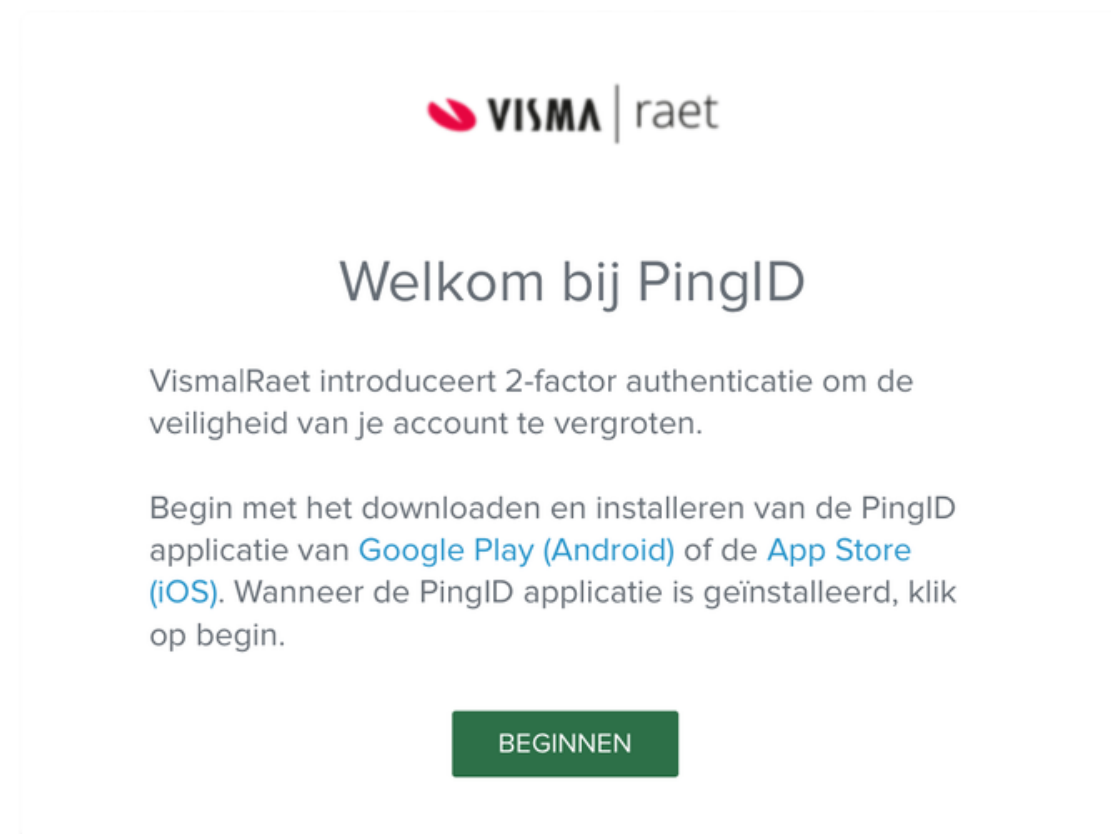 VISMA | raet
Welkom bij PingID
Visma|Raet introduceert 2-factor authenticatie om de
veiligheid van je account te vergroten.
Begin met het downloaden en installeren van de PingID
applicatie van Google Play (Android) of de App Store
(iOS). Wanneer de PingID applicatie is geïnstalleerd, klik
op begin.
BEGINNEN